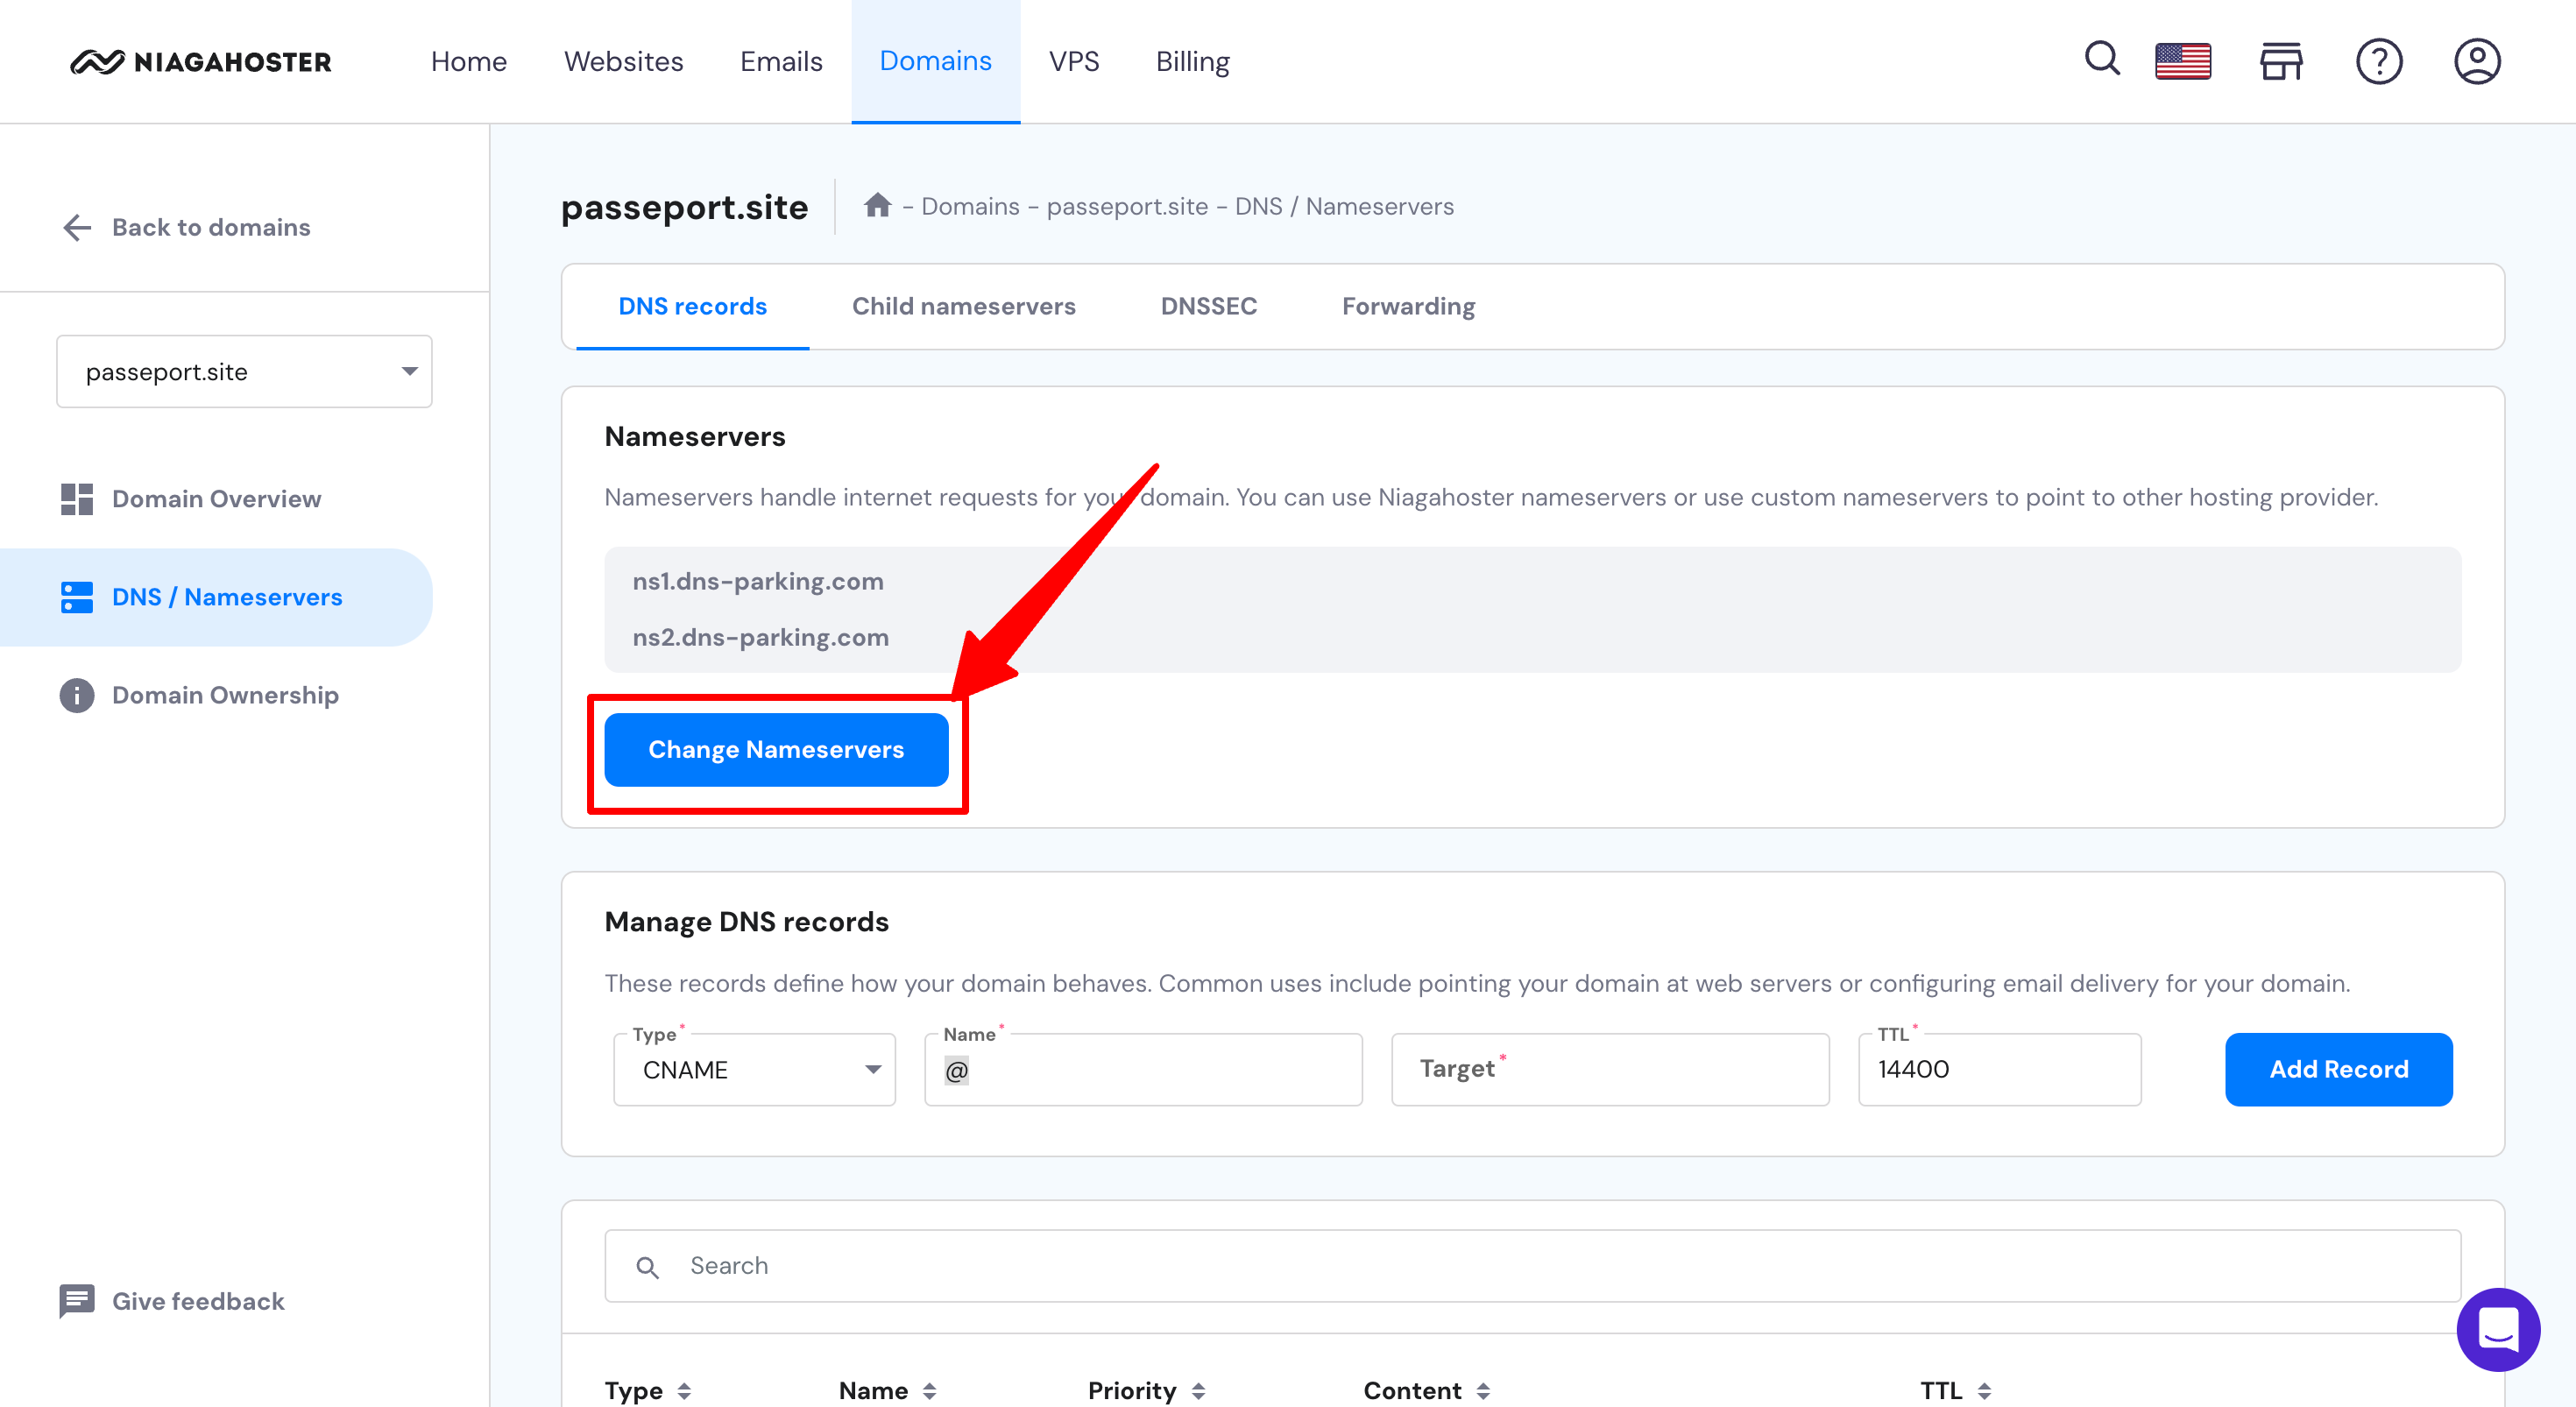 NIAGAHOSTER Home Websites Emails Domains VPS Billing
Back to domains
passeport.site
Domain Overview
DNS / Nameservers
Domain Ownership
Give feedback
passeport.site – Domains – passeport.site – DNS / Nameservers
DNS records Child nameservers DNSSEC Forwarding
Nameservers
Nameservers handle internet requests for your domain. You can use Niagahoster nameservers or use custom nameservers to point to other hosting provider.
ns1.dns-parking.com
ns2.dns-parking.com
Change Nameservers
Manage DNS records
These records define how your domain behaves. Common uses include pointing your domain at web servers or configuring email delivery for your domain.
Type* Name* TTL*
CNAME @ Target* 14400 Add Record
Search
Type Name Priority Content TTL